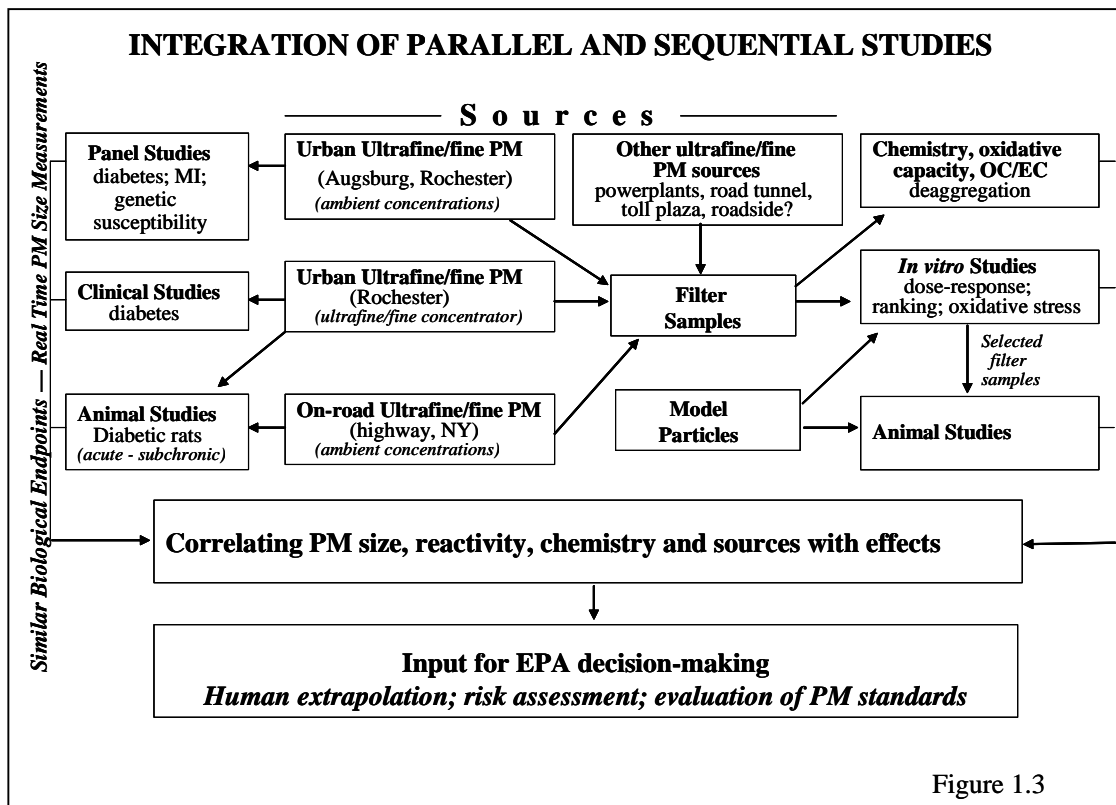 INTEGRATION OF PARALLEL AND SEQUENTIAL STUDIES
Similar Biological Endpoints — Real Time PM Size Measurements
Sources
Panel Studies
diabetes; MI;
genetic
susceptibility
Urban Ultrafine/fine PM
(Augsburg, Rochester)
(ambient concentrations)
Other ultrafine/fine
PM sources
powerplants, road tunnel,
toll plaza, roadside?
Chemistry, oxidative
capacity, OC/EC
deaggregation
Clinical Studies
diabetes
Urban Ultrafine/fine PM
(Rochester)
(ultrafine/fine concentrator)
Filter
Samples
In vitro Studies
dose-response;
ranking; oxidative stress
Selected
filter
samples
Animal Studies
Diabetic rats
(acute - subchronic)
On-road Ultrafine/fine PM
(highway, NY)
(ambient concentrations)
Model
Particles
Animal Studies
Correlating PM size, reactivity, chemistry and sources with effects
Input for EPA decision-making
Human extrapolation; risk assessment; evaluation of PM standards
Figure 1.3